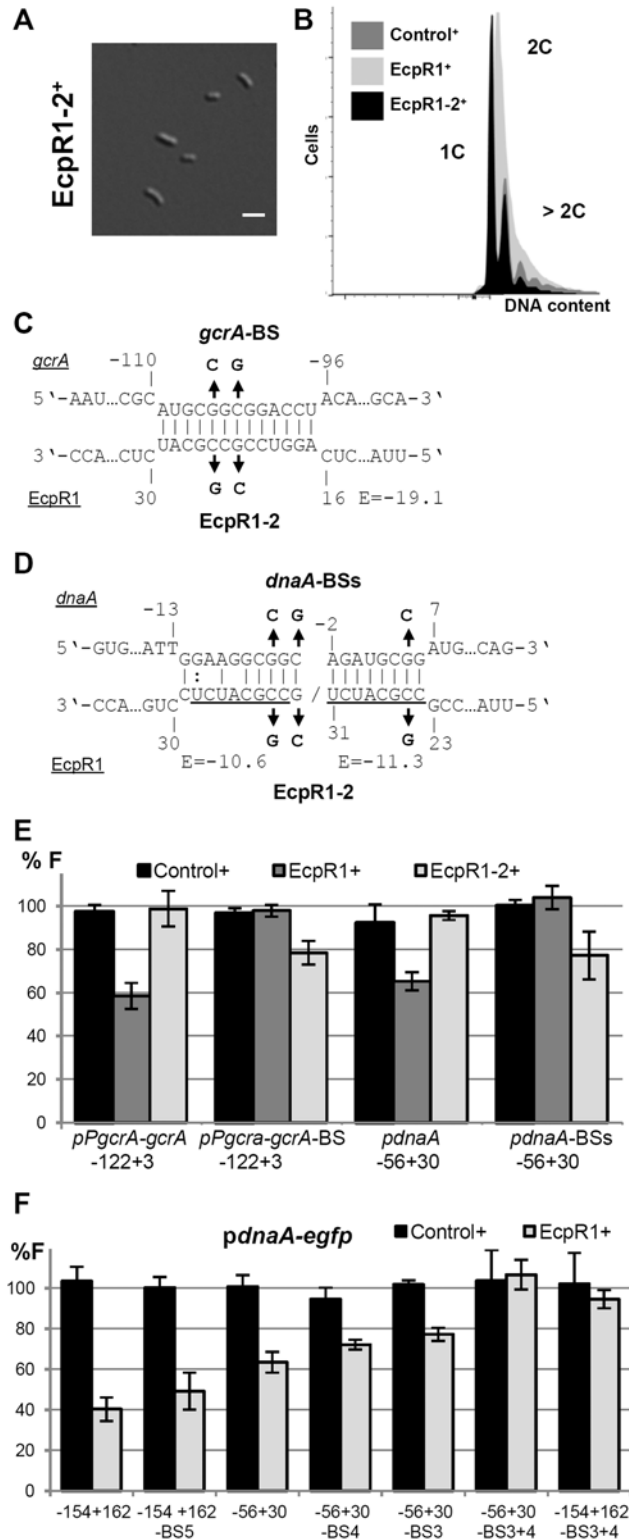 A
EcpR1-2⁺
B
Control⁺
EcpR1⁺
EcpR1-2⁺
Cells
1C
2C
> 2C
DNA content
C
gcrA-BS
gcrA
-110
C G
-96
5'-AAU…CGC
AUGCGGCGGACCU
ACA…GCA-3'
3'-CCA…CUC
UACGCCGCCUGGA
CUC…AUU-5'
EcpR1
30
G C
16
E=-19.1
EcpR1-2
D
dnaA-BSs
dnaA
-13
C G
-2
C
7
5'-GUG…ATT
GGAAGGCGGC
AGAUGCGG
AUG…CAG-3'
3'-CCA…GUC
CUCUACGCCG
/
UCUACGCC
GCC…AUU-5'
EcpR1
30
G C
31
G
23
E=-10.6
E=-11.3
EcpR1-2
E
% F
Control+
EcpR1+
EcpR1-2+
100
80
60
40
20
0
pPgcrA-gcrA
-122+3
pPgcra-gcrA-BS
-122+3
pdnaA
-56+30
pdnaA-BSs
-56+30
F
%F
pdnaA-egfp
Control+
EcpR1+
100
80
60
40
20
0
-154+162
-154 +162
-BS5
-56+30
-56+30
-BS4
-56+30
-BS3
-56+30
-BS3+4
-154+162
-BS3+4